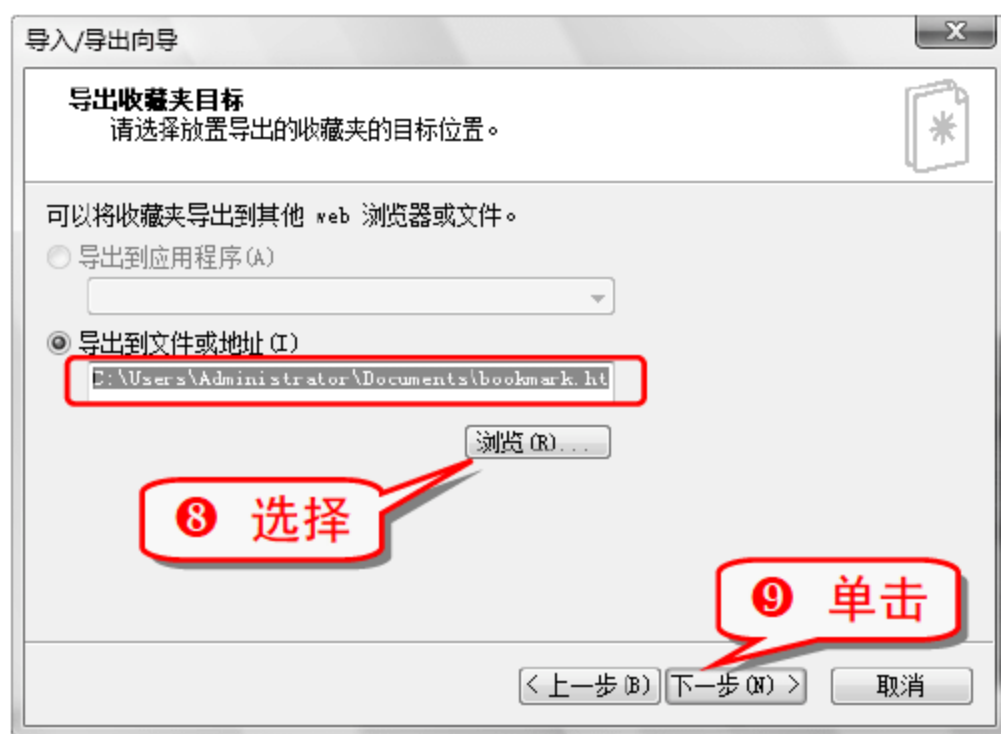 导入/导出向导
导出收藏夹目标
请选择放置导出的收藏夹的目标位置。
可以将收藏夹导出到其他 web 浏览器或文件。
导出到应用程序(A)
导出到文件或地址(I)
C:\Users\Administrator\Documents\bookmark.ht
浏览(R)...
❽ 选择
❾ 单击
< 上一步(B) 下一步(N) > 取消